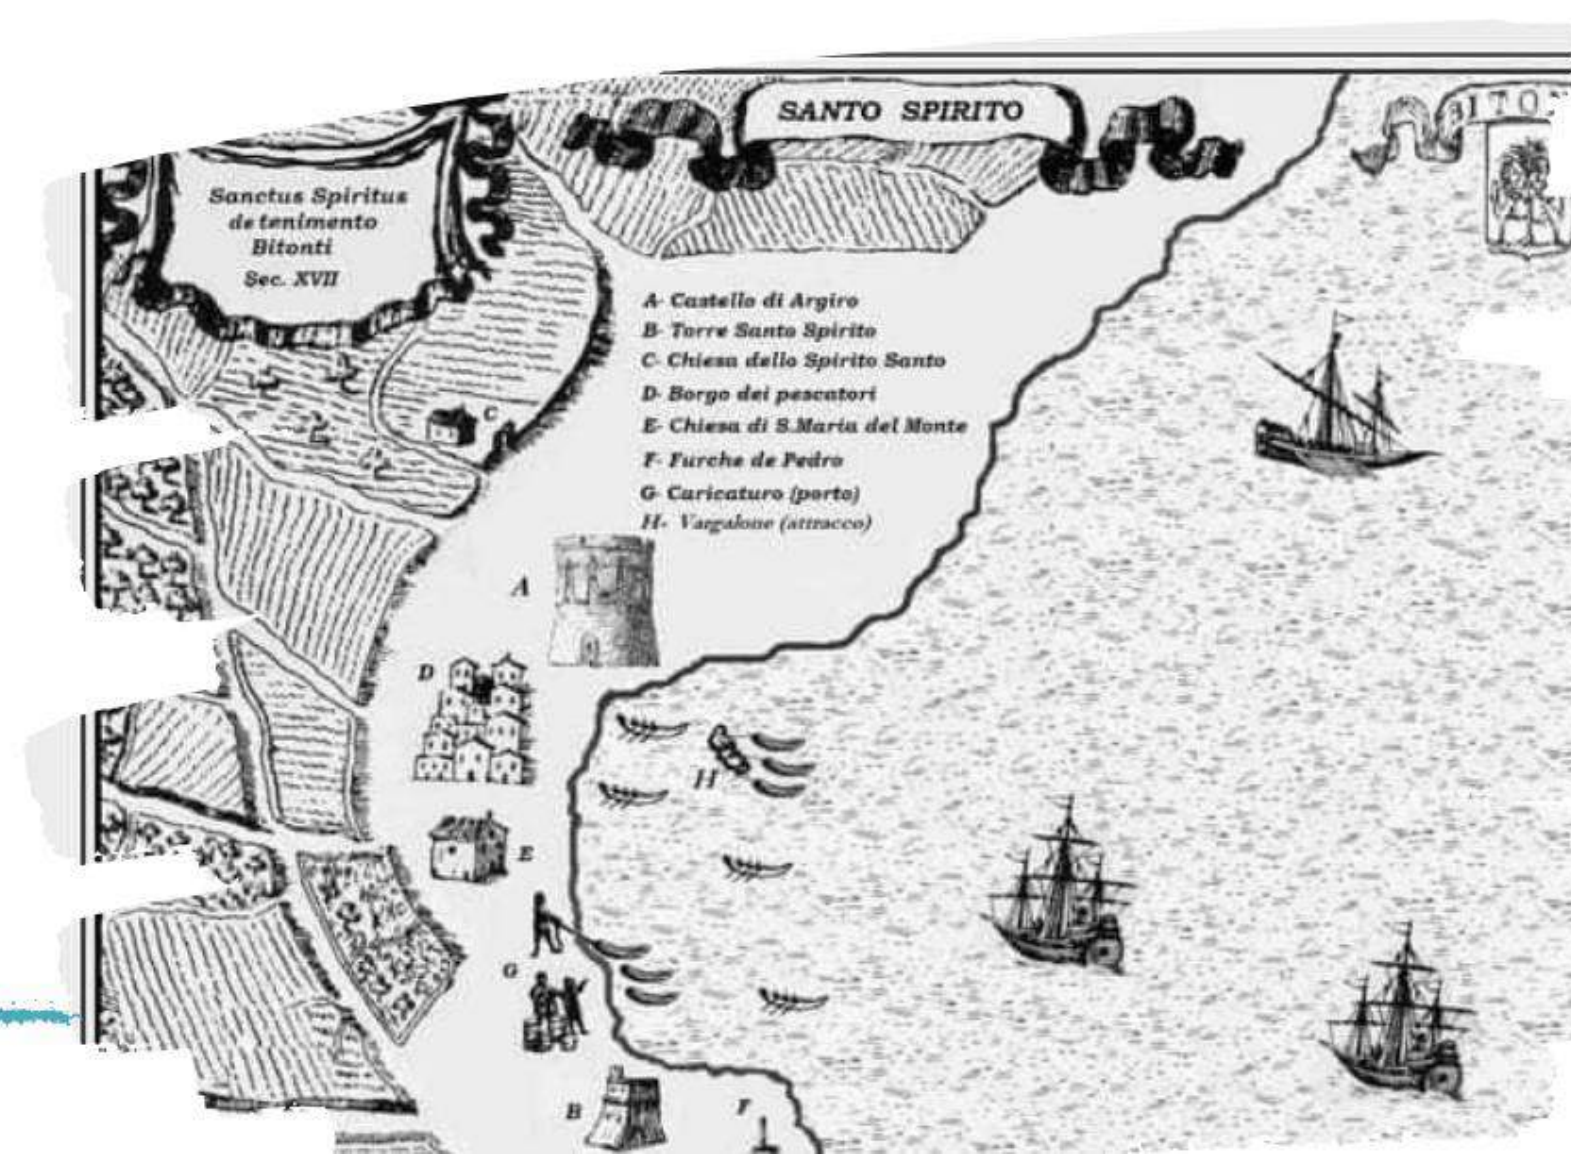 SANTO SPIRITO
Sanctus Spiritus
de tenimento
Bitonti
Sec. XVII
A- Castello di Argiro
B- Torre Santo Spirito
C- Chiesa dello Spirito Santo
D- Borgo dei pescatori
E- Chiesa di S.Maria del Monte
F- Furche de Pedro
G- Caricaturo (porto)
H- Vargalone (attracco)
C
A
D
H
E
G
B
F